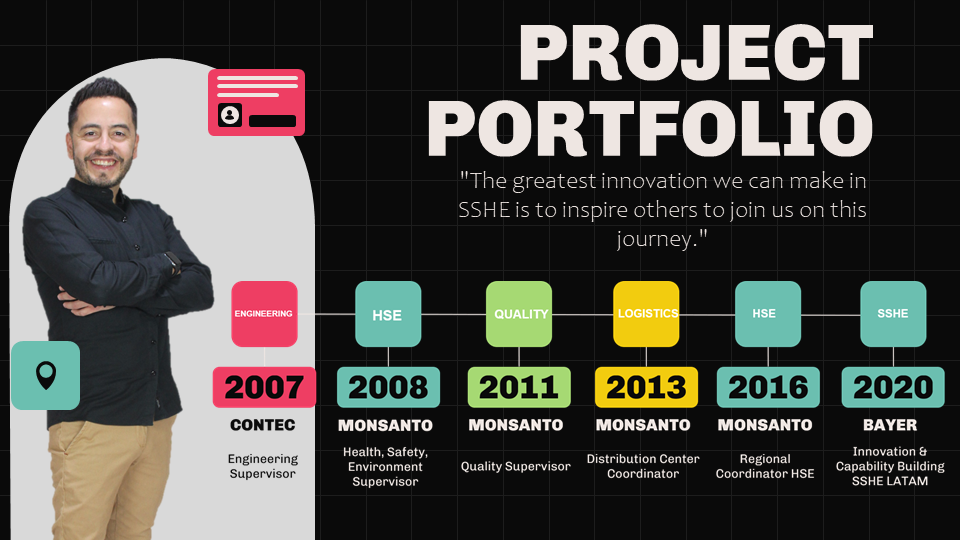 PROJECT
PORTFOLIO
"The greatest innovation we can make in
SSHE is to inspire others to join us on this
journey."
ENGINEERING
HSE
QUALITY
LOGISTICS
HSE
SSHE
2007
2008
2011
2013
2016
2020
CONTEC
MONSANTO
MONSANTO
MONSANTO
MONSANTO
BAYER
Engineering
Supervisor
Health, Safety,
Environment
Supervisor
Quality Supervisor
Distribution Center
Coordinator
Regional
Coordinator HSE
Innovation &
Capability Building
SSHE LATAM